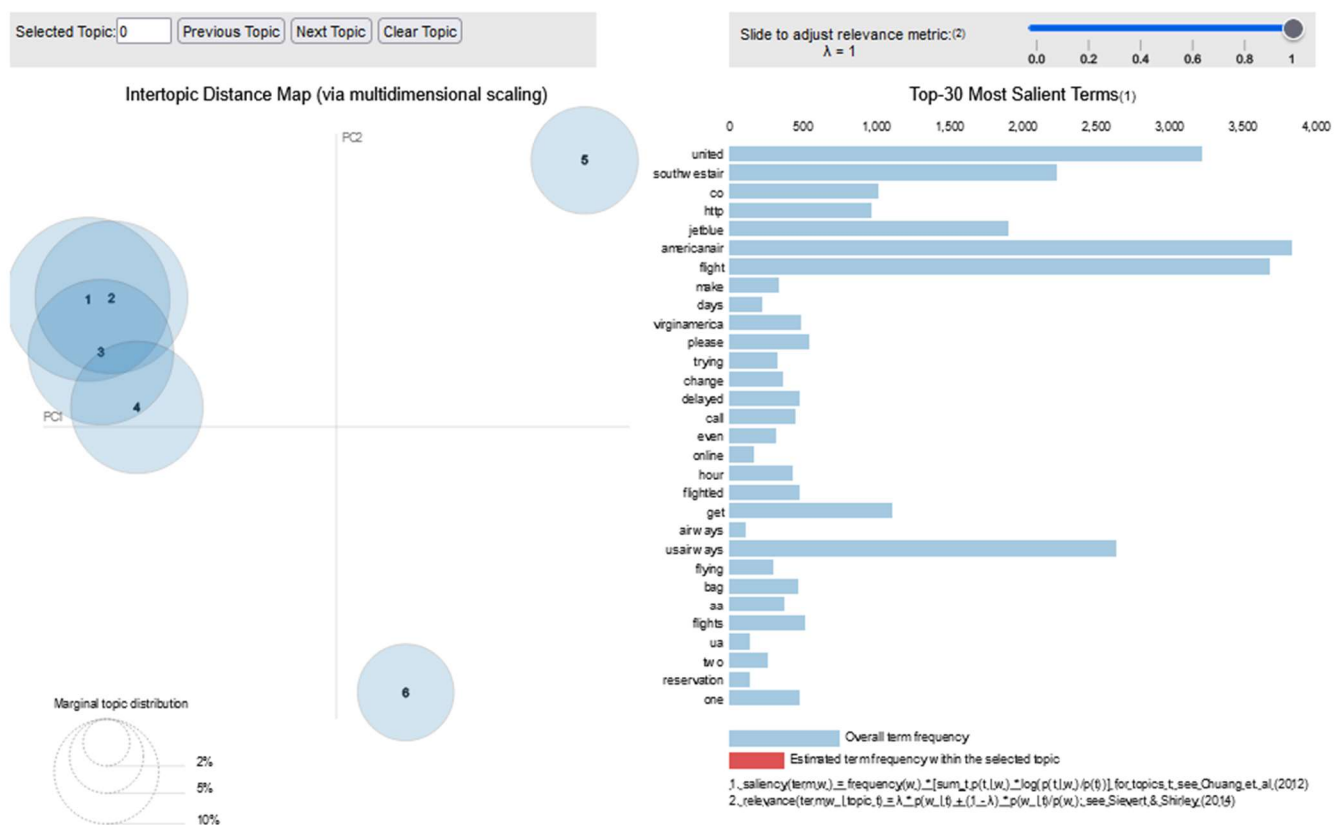 Selected Topic: 0 Previous Topic Next Topic Clear Topic
Slide to adjust relevance metric:(2)
λ = 1
0.0 0.2 0.4 0.6 0.8 1
Intertopic Distance Map (via multidimensional scaling)
PC2
PC1
1
2
3
4
5
6
Marginal topic distribution
2%
5%
10%
Top-30 Most Salient Terms(1)
0 500 1,000 1,500 2,000 2,500 3,000 3,500 4,000
united
southwestair
co
http
jetblue
americanair
flight
make
days
virginamerica
please
trying
change
delayed
call
even
online
hour
flightled
get
airways
usairways
flying
bag
aa
flights
ua
two
reservation
one
Overall term frequency
Estimated term frequency within the selected topic
1. saliency(term w) = frequency(w) * [sum_t p(t | w) * log(p(t | w)/p(t))] for topics t; see Chuang et. al (2012)
2. relevance(term w | topic t) = λ * p(w | t) + (1 - λ) * p(w | t)/p(w); see Sievert & Shirley (2014)